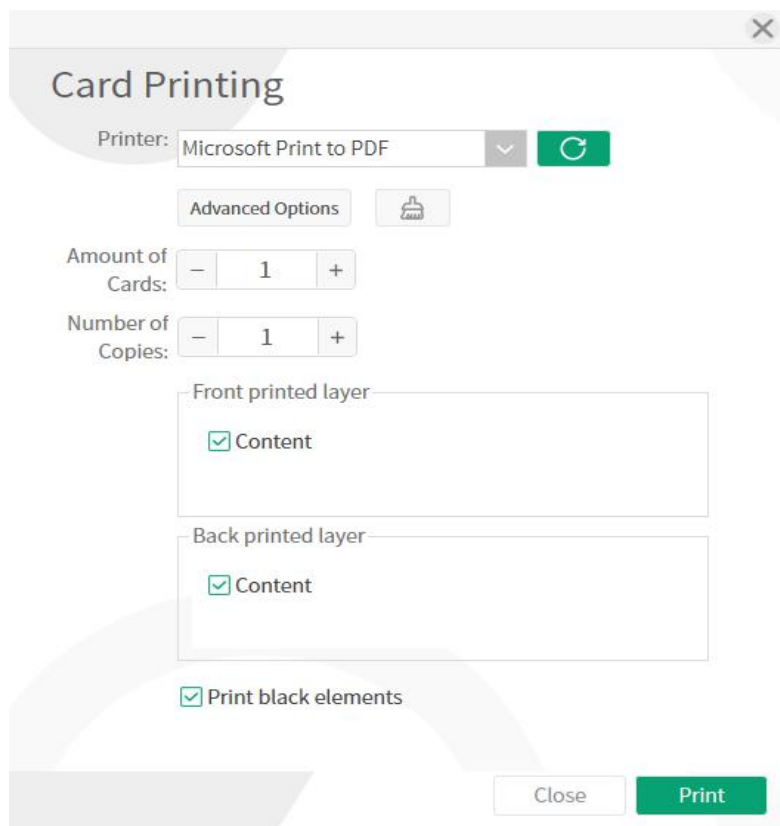 Card Printing
Printer: Microsoft Print to PDF
Advanced Options
Amount of
Cards: − 1 +
Number of
Copies: − 1 +
Front printed layer
Content
Back printed layer
Content
Print black elements
Close Print